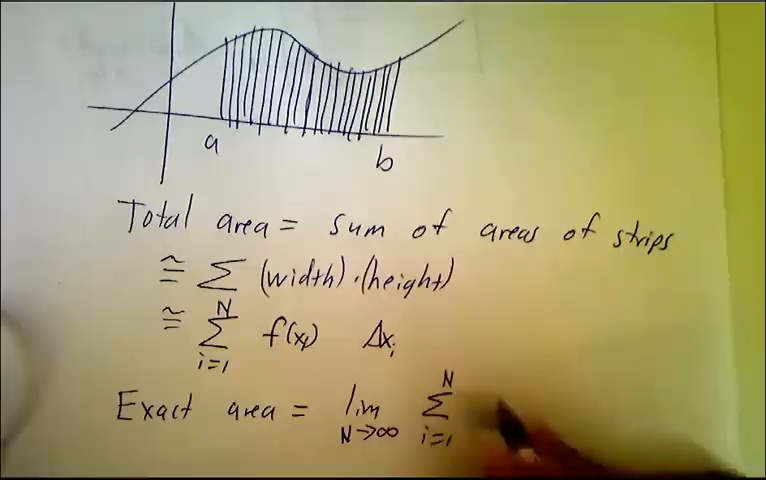 a b
Total area = sum of areas of strips
≅ Σ (width)·(height)
≅ Σ_{i=1}^{N} f(x_i) Δx_i
Exact area = lim_{N→∞} Σ_{i=1}^{N}